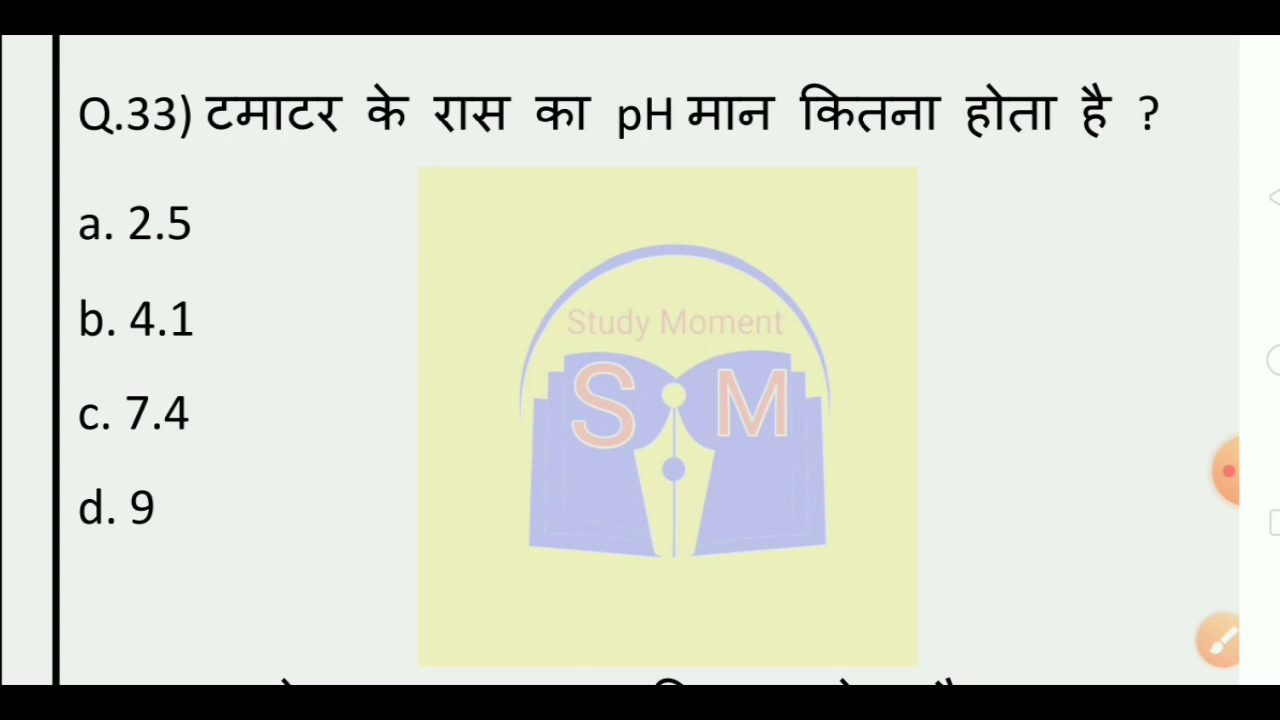 Q.33) टमाटर के रास का pH मान कितना होता है ?
a. 2.5
Study Moment
b. 4.1
S M
c. 7.4
d. 9